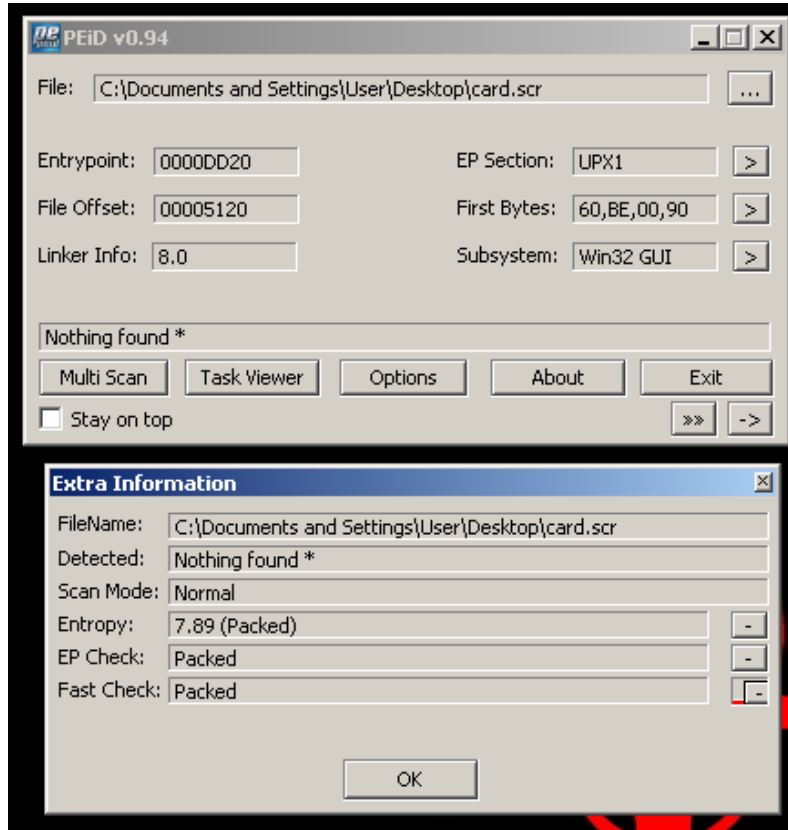 PEiD v0.94
File: C:\Documents and Settings\User\Desktop\card.scr ...
Entrypoint: 0000DD20 EP Section: UPX1 >
File Offset: 00005120 First Bytes: 60,BE,00,90 >
Linker Info: 8.0 Subsystem: Win32 GUI >
Nothing found *
Multi Scan Task Viewer Options About Exit
Stay on top »» ->
Extra Information
FileName: C:\Documents and Settings\User\Desktop\card.scr
Detected: Nothing found *
Scan Mode: Normal
Entropy: 7.89 (Packed) -
EP Check: Packed -
Fast Check: Packed -
OK